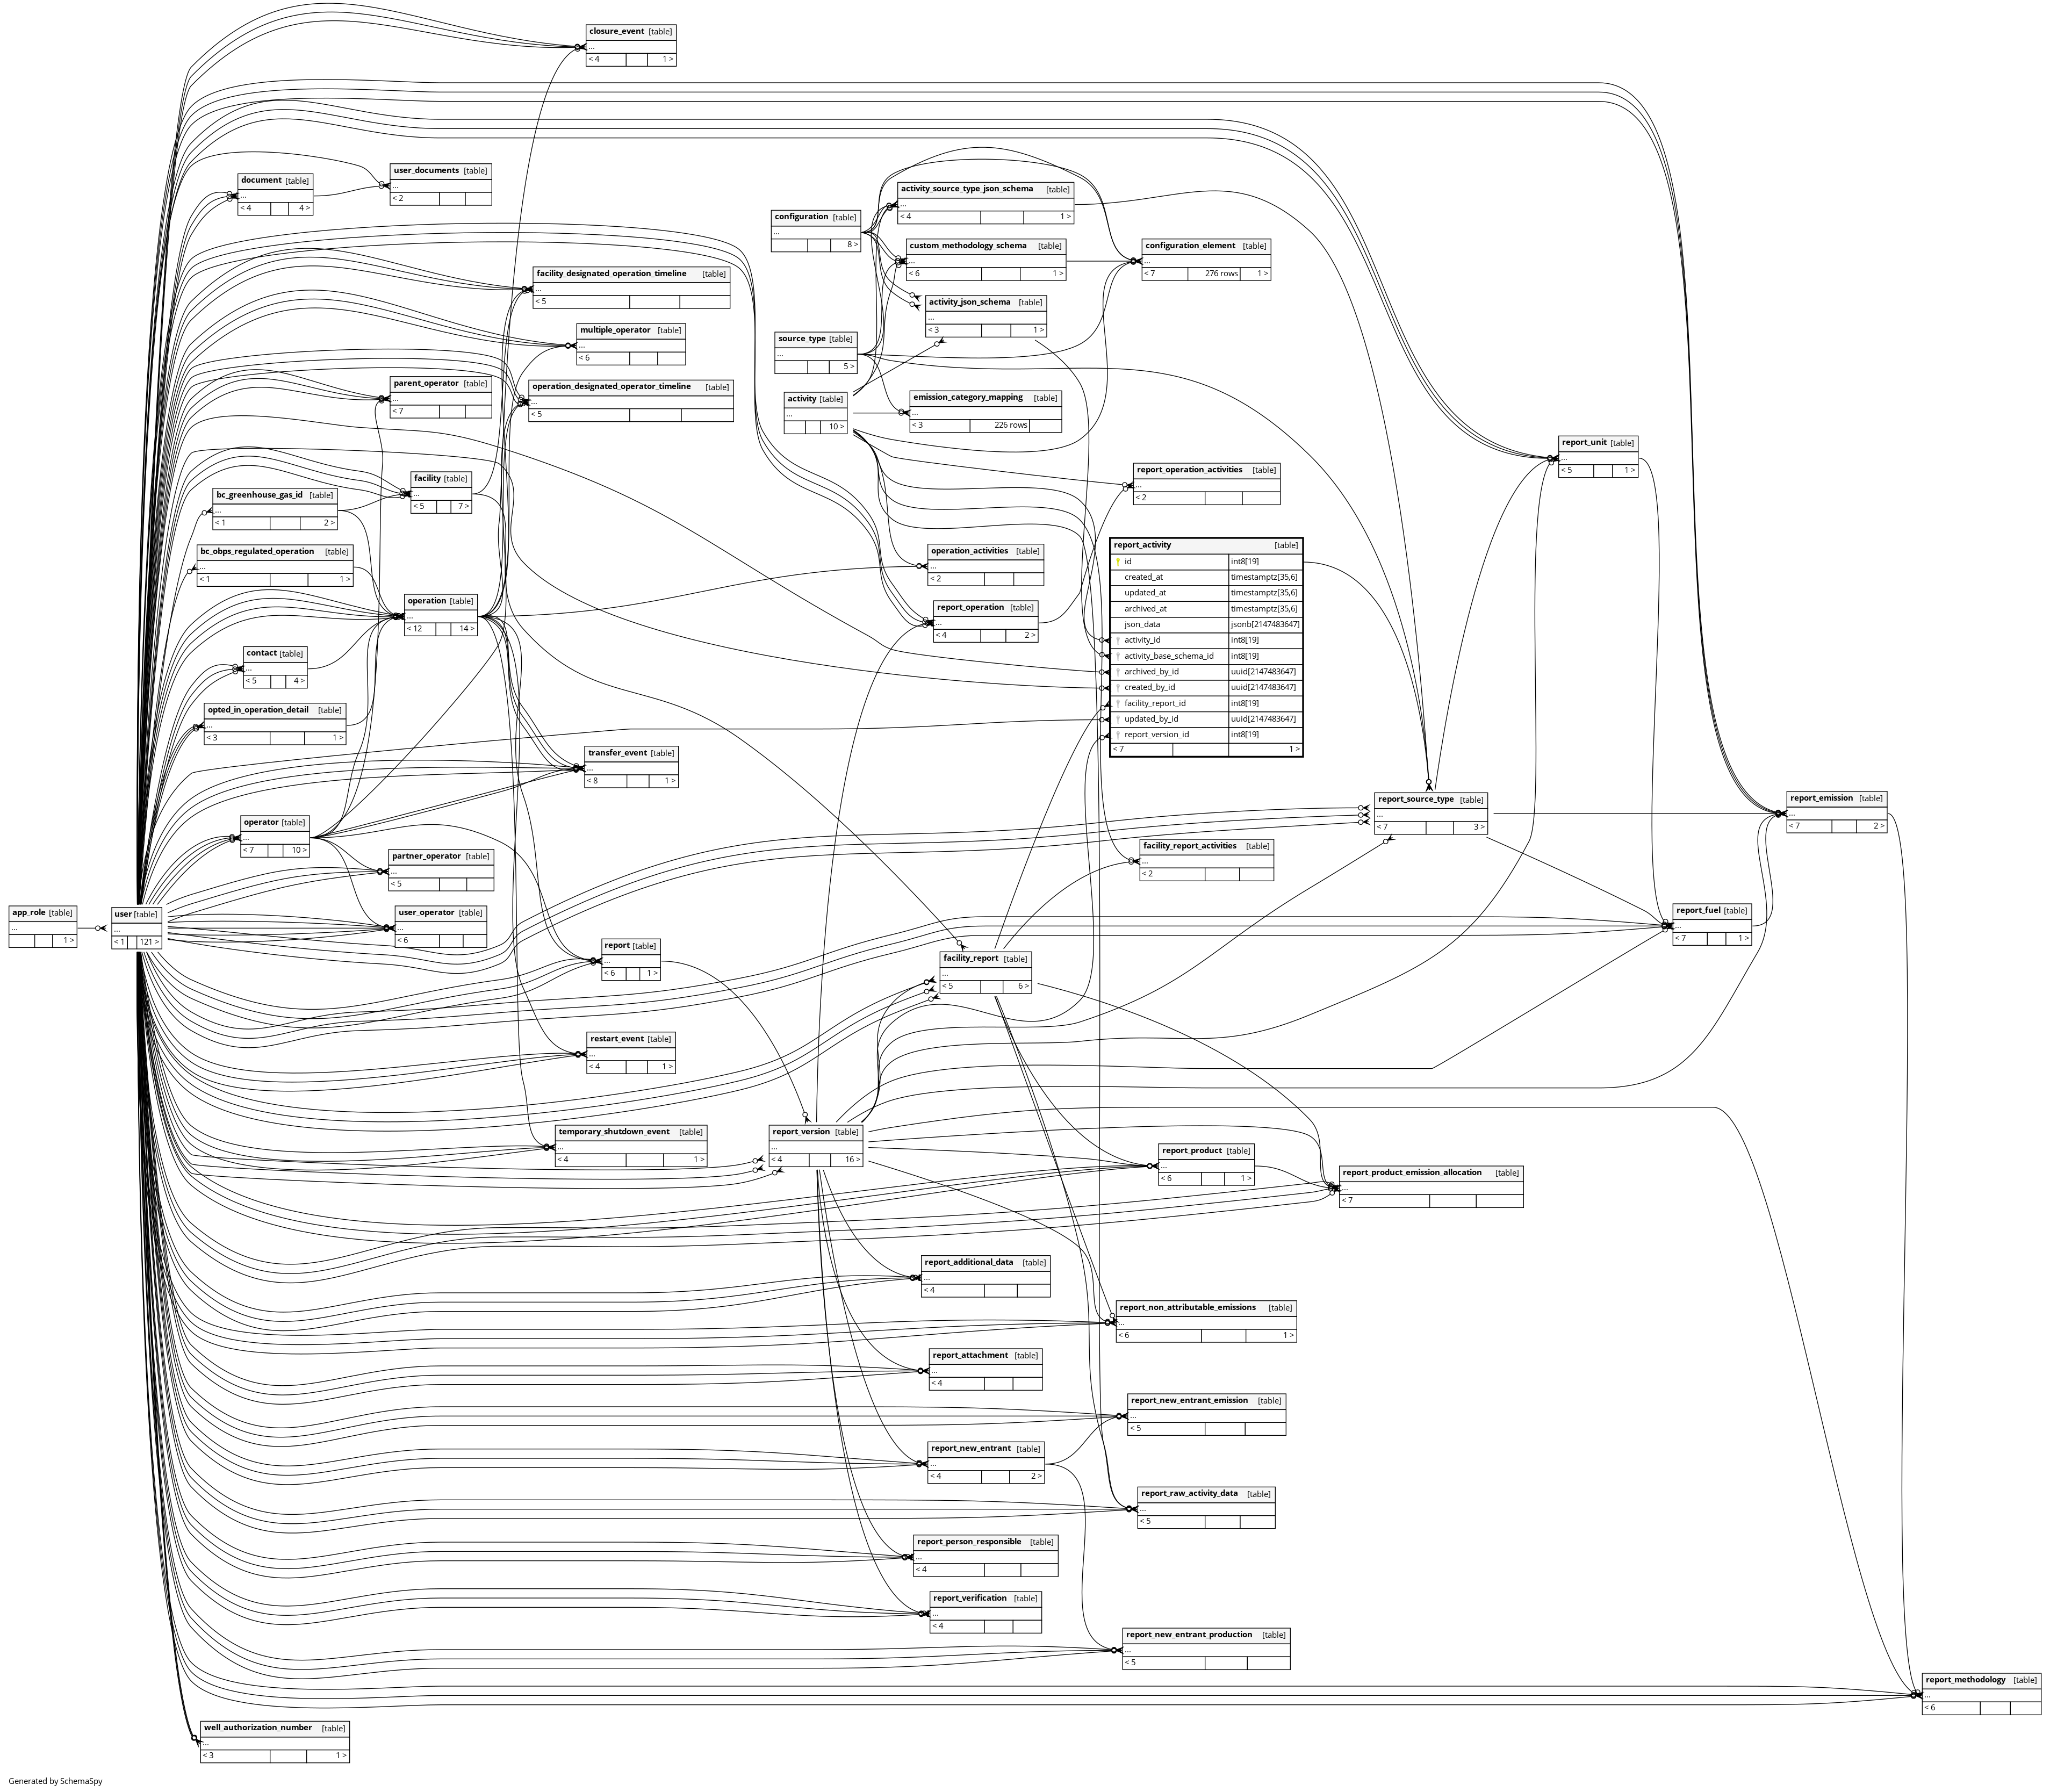 closure_event [table]
...
< 4 1 >
document [table]
...
< 4 4 >
user_documents [table]
...
< 2
configuration [table]
...
8 >
activity_source_type_json_schema [table]
...
< 4 1 >
custom_methodology_schema [table]
...
< 6 1 >
configuration_element [table]
...
< 7 276 rows 1 >
facility_designated_operation_timeline [table]
...
< 5
activity_json_schema [table]
...
< 3 1 >
multiple_operator [table]
...
< 6
source_type [table]
...
5 >
parent_operator [table]
...
< 7
operation_designated_operator_timeline [table]
...
< 5
activity [table]
...
10 >
emission_category_mapping [table]
...
< 3 226 rows
report_unit [table]
...
< 5 1 >
facility [table]
...
< 5 7 >
report_operation_activities [table]
...
< 2
bc_greenhouse_gas_id [table]
...
< 1 2 >
bc_obps_regulated_operation [table]
...
< 1 1 >
operation_activities [table]
...
< 2
operation [table]
...
< 12 14 >
report_operation [table]
...
< 4 2 >
report_activity [table]
id int8[19]
created_at timestamptz[35,6]
updated_at timestamptz[35,6]
archived_at timestamptz[35,6]
json_data jsonb[2147483647]
activity_id int8[19]
activity_base_schema_id int8[19]
archived_by_id uuid[2147483647]
created_by_id uuid[2147483647]
facility_report_id int8[19]
updated_by_id uuid[2147483647]
report_version_id int8[19]
< 7 1 >
contact [table]
...
< 5 4 >
opted_in_operation_detail [table]
...
< 3 1 >
transfer_event [table]
...
< 8 1 >
report_source_type [table]
...
< 7 3 >
report_emission [table]
...
< 7 2 >
operator [table]
...
< 7 10 >
partner_operator [table]
...
< 5
facility_report_activities [table]
...
< 2
app_role [table]
...
1 >
user [table]
...
< 1 121 >
user_operator [table]
...
< 6
report_fuel [table]
...
< 7 1 >
report [table]
...
< 6 1 >
facility_report [table]
...
< 5 6 >
restart_event [table]
...
< 4 1 >
temporary_shutdown_event [table]
...
< 4 1 >
report_version [table]
...
< 4 16 >
report_product [table]
...
< 6 1 >
report_product_emission_allocation [table]
...
< 7
report_additional_data [table]
...
< 4
report_non_attributable_emissions [table]
...
< 6 1 >
report_attachment [table]
...
< 4
report_new_entrant_emission [table]
...
< 5
report_new_entrant [table]
...
< 4 2 >
report_raw_activity_data [table]
...
< 5
report_person_responsible [table]
...
< 4
report_verification [table]
...
< 4
report_new_entrant_production [table]
...
< 5
report_methodology [table]
...
< 6
well_authorization_number [table]
...
< 3 1 >
Generated by SchemaSpy